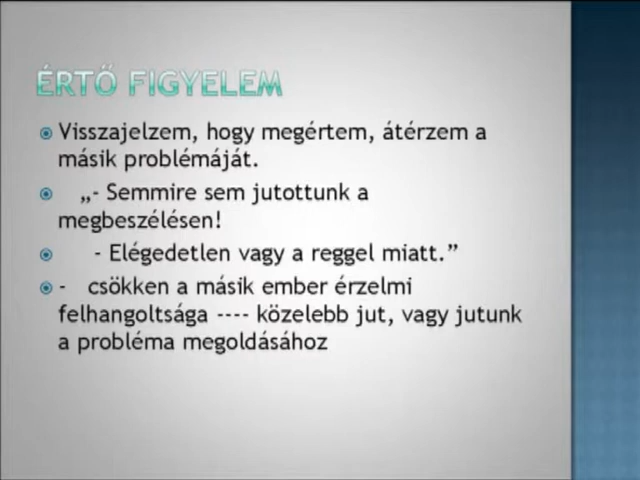 ÉRTŐ FIGYELEM
Visszajelzem, hogy megértem, átérzem a
másik problémáját.
„- Semmire sem jutottunk a
megbeszélésen!
- Elégedetlen vagy a reggel miatt.”
- csökken a másik ember érzelmi
felhangoltsága ---- közelebb jut, vagy jutunk
a probléma megoldásához